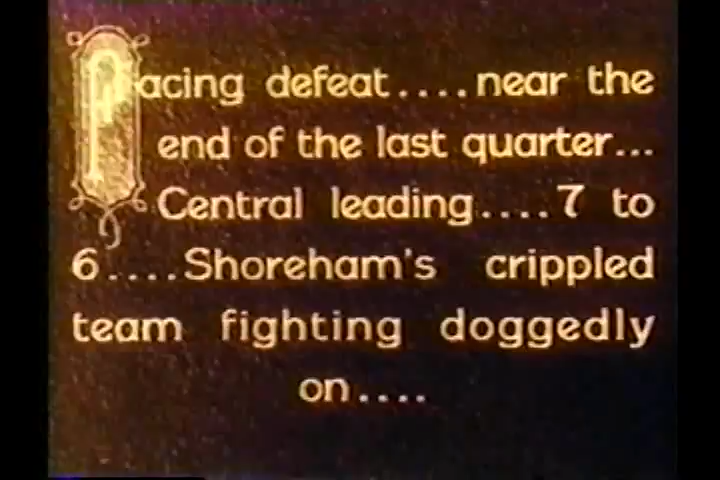 Facing defeat....near the
end of the last quarter...
Central leading....7 to
6....Shoreham's crippled
team fighting doggedly
on....